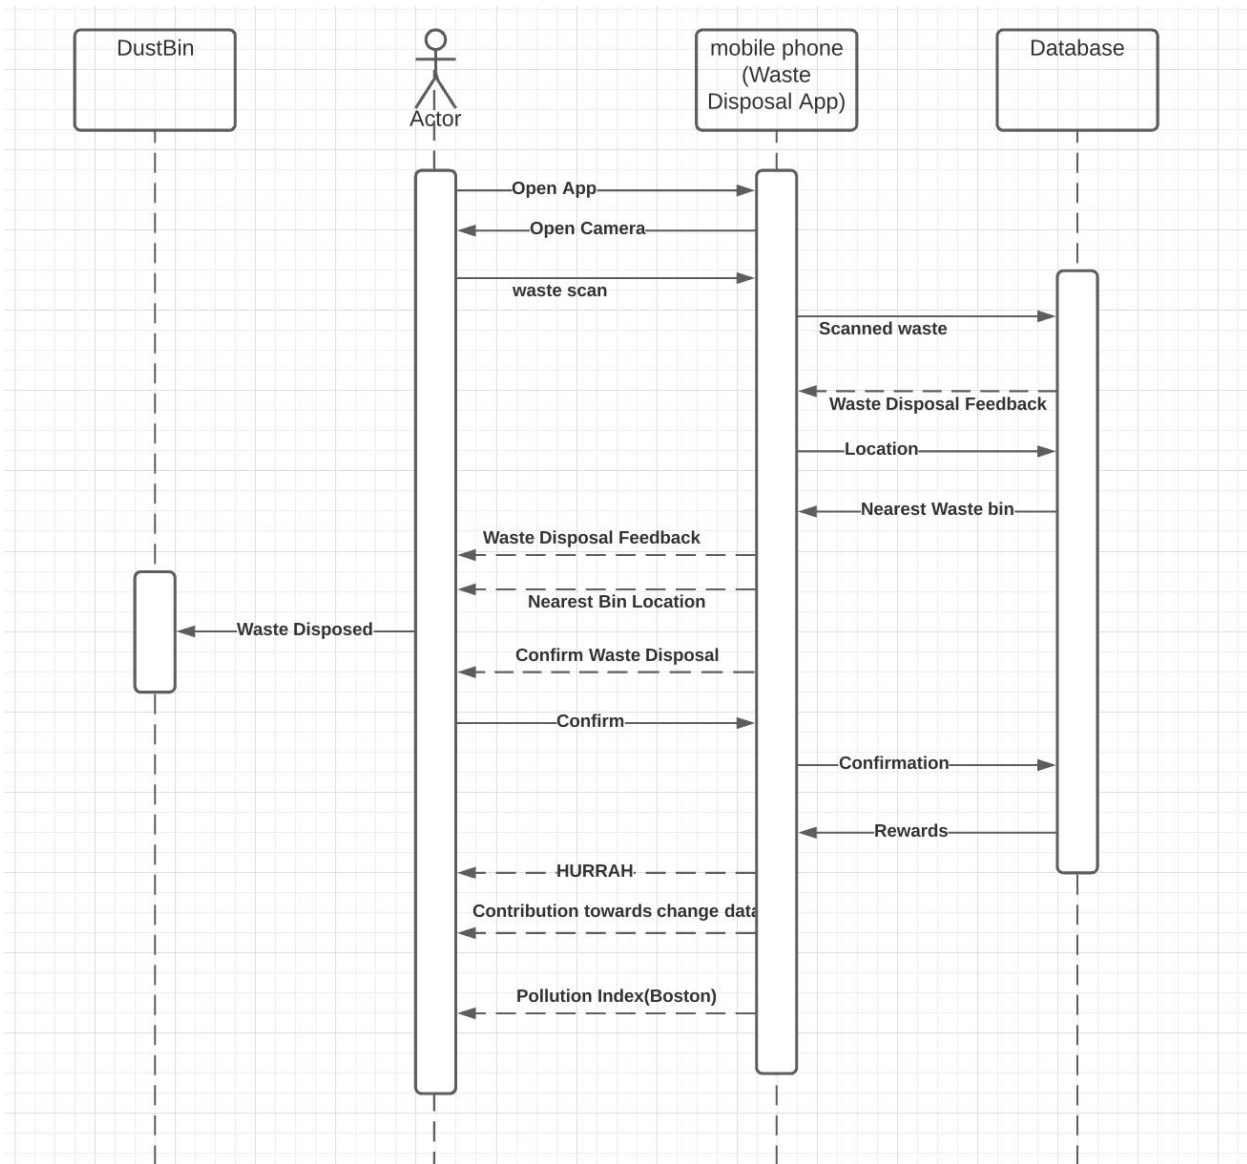 DustBin
Actor
mobile phone
(Waste
Disposal App)
Database
Open App
Open Camera
waste scan
Scanned waste
Waste Disposal Feedback
Location
Nearest Waste bin
Waste Disposal Feedback
Nearest Bin Location
Waste Disposed
Confirm Waste Disposal
Confirm
Confirmation
Rewards
HURRAH
Contribution towards change data
Pollution Index(Boston)